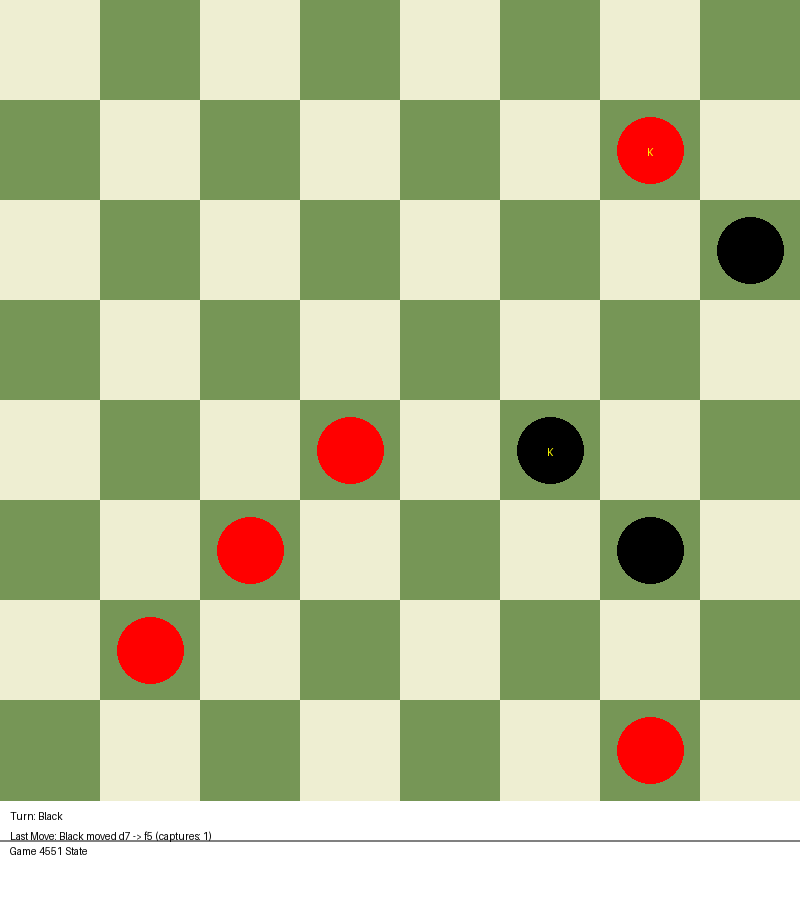 K
K
Turn: Black
Last Move: Black moved d7 -> f5 (captures: 1)
Game 4551 State